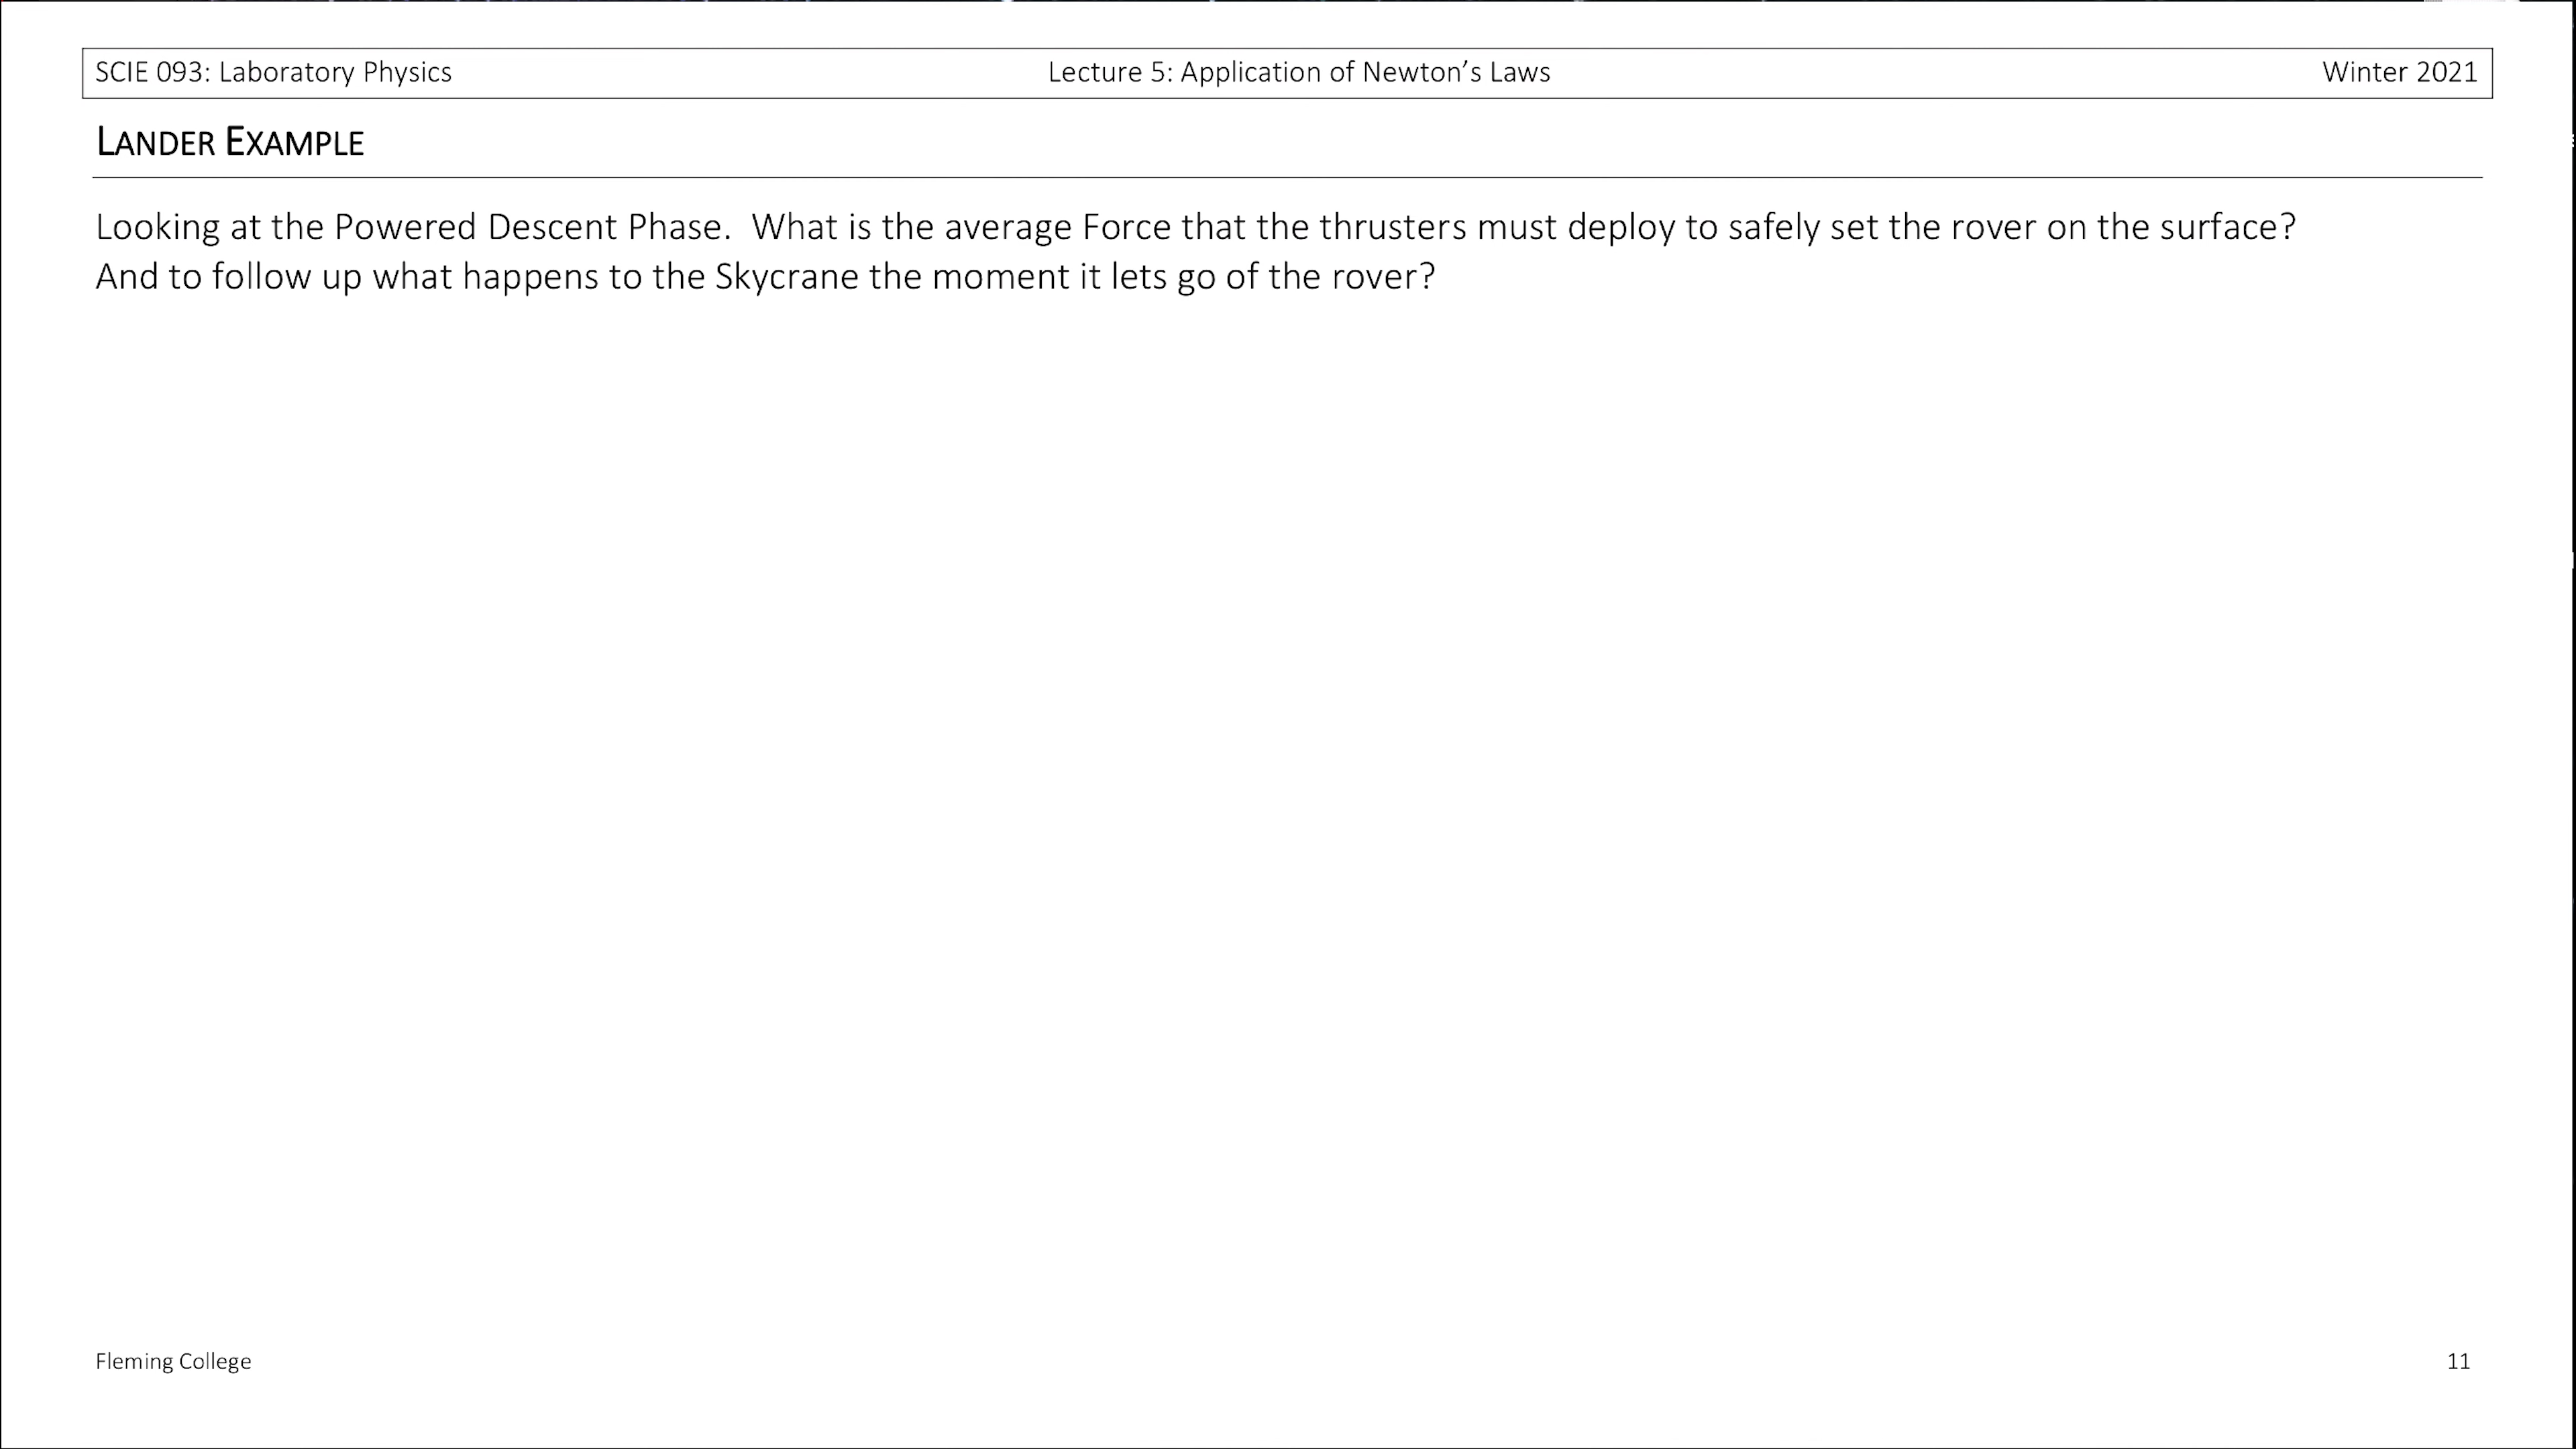 SCIE 093: Laboratory Physics Lecture 5: Application of Newton’s Laws Winter 2021
LANDER EXAMPLE
Looking at the Powered Descent Phase.  What is the average Force that the thrusters must deploy to safely set the rover on the surface?
And to follow up what happens to the Skycrane the moment it lets go of the rover?
Fleming College 11